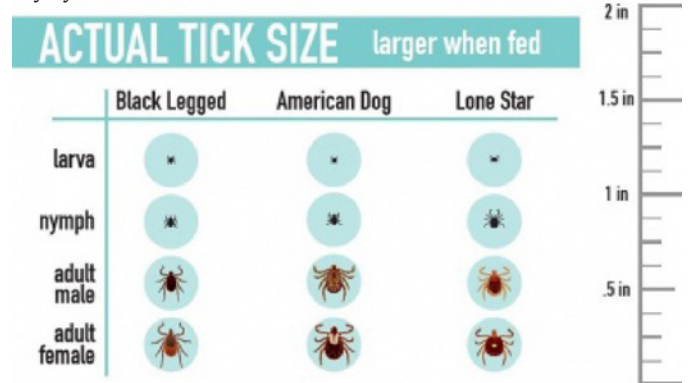 ACTUAL TICK SIZE larger when fed
Black Legged American Dog Lone Star
larva
nymph
adult
male
adult
female
2 in
1.5 in
1 in
.5 in